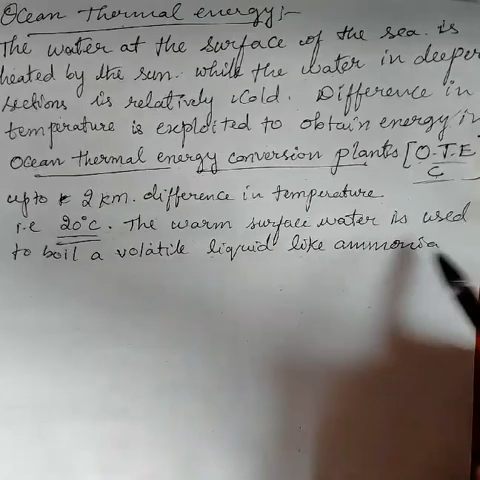 Ocean Thermal energy:-
The water at the surface of the sea is
heated by the sun. while the water in deeper
sections is relatively cold. Difference in
temperature is exploited to obtain energy in
Ocean thermal energy conversion plants [O.T.E
C
upto 2 km. difference in temperature
i.e 20°C. The warm surface water is used
to boil a volatile liquid like ammonia